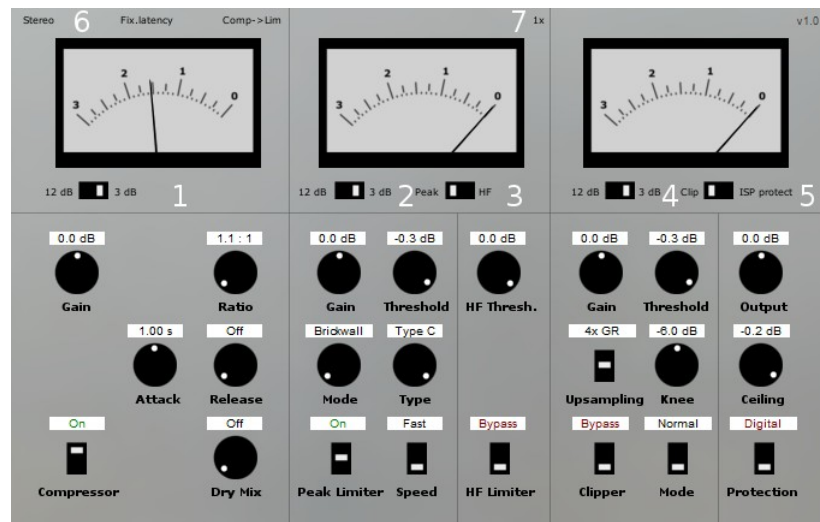 Stereo 6 Fix.latency Comp->Lim 7 1x v1.0
3 2 1 0 3 2 1 0 3 2 1 0
12 dB 3 dB 1 12 dB 3 dB 2 Peak HF 3 12 dB 3 dB 4 Clip ISP protect 5
0.0 dB 1.1 : 1 0.0 dB -0.3 dB 0.0 dB 0.0 dB -0.3 dB 0.0 dB
Gain Ratio Gain Threshold HF Thresh. Gain Threshold Output
1.00 s Off Brickwall Type C 4x GR -6.0 dB -0.2 dB
Attack Release Mode Type Upsampling Knee Ceiling
On Off On Fast Bypass Bypass Normal Digital
Compressor Dry Mix Peak Limiter Speed HF Limiter Clipper Mode Protection